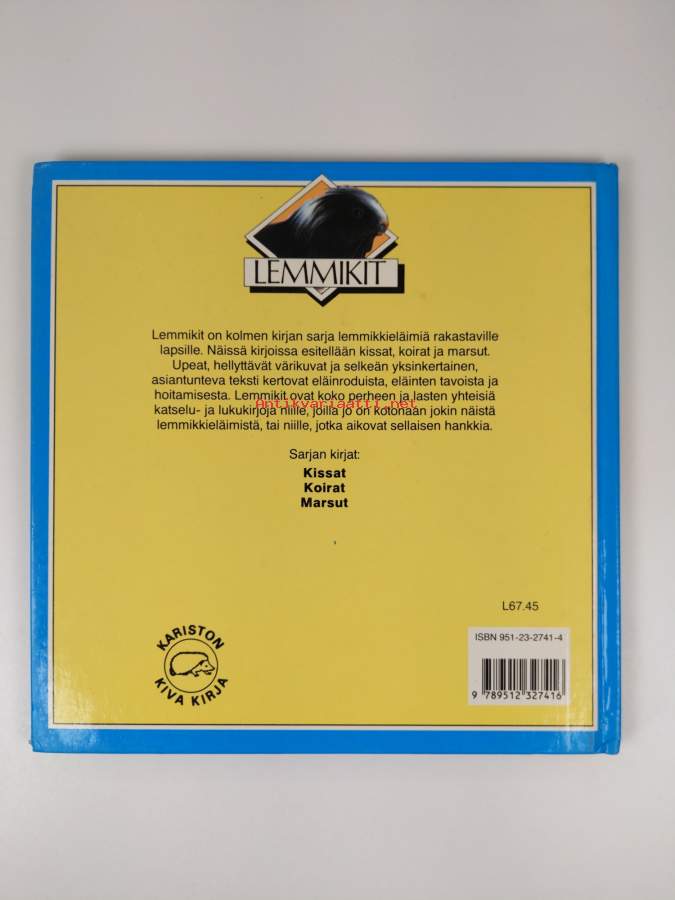 LEMMIKIT
Lemmikit on kolmen kirjan sarja lemmikkieläimiä rakastaville
lapsille. Näissä kirjoissa esitellään kissat, koirat ja marsut.
Upeat, hellyttävät värikuvat ja selkeän yksinkertainen,
asiantunteva teksti kertovat eläinroduista, eläinten tavoista ja
hoitamisesta. Lemmikit ovat koko perheen ja lasten yhteisiä
Antikvariaatti.net
katselu- ja lukukirjoja niille, joilla jo on kotonaan jokin näistä
lemmikkieläimistä, tai niille, jotka aikovat sellaisen hankkia.
Sarjan kirjat:
Kissat
Koirat
Marsut
L67.45
KARISTON
KIVA KIRJA
ISBN 951-23-2741-4
9 789512 327416